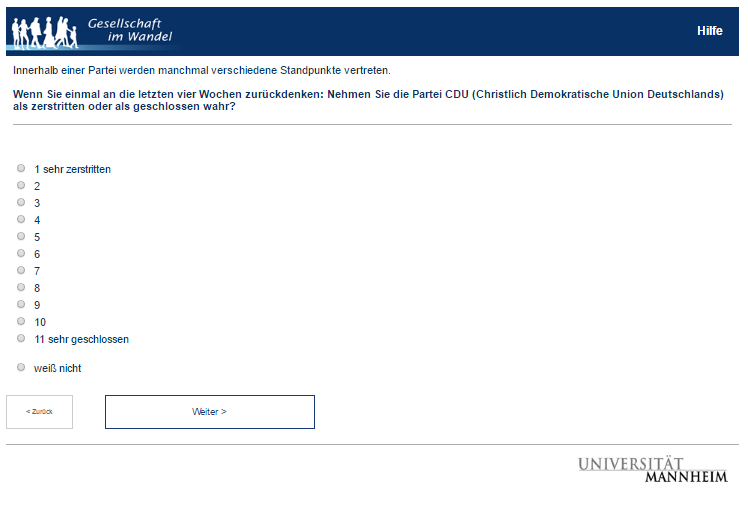 Gesellschaft
im Wandel
Hilfe
Innerhalb einer Partei werden manchmal verschiedene Standpunkte vertreten.
Wenn Sie einmal an die letzten vier Wochen zurückdenken: Nehmen Sie die Partei CDU (Christlich Demokratische Union Deutschlands)
als zerstritten oder als geschlossen wahr?
1 sehr zerstritten
2
3
4
5
6
7
8
9
10
11 sehr geschlossen
weiß nicht
< Zurück
Weiter >
UNIVERSITÄT
MANNHEIM